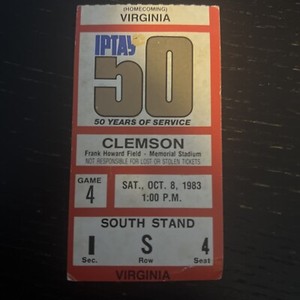 (HOMECOMING)
VIRGINIA
IPTAY
50
50 YEARS OF SERVICE
CLEMSON
Frank Howard Field - Memorial Stadium
NOT RESPONSIBLE FOR LOST OR STOLEN TICKETS
GAME
4
SAT., OCT. 8, 1983
1:00 P.M.
SOUTH STAND
I S 4
Sec. Row Seat
VIRGINIA